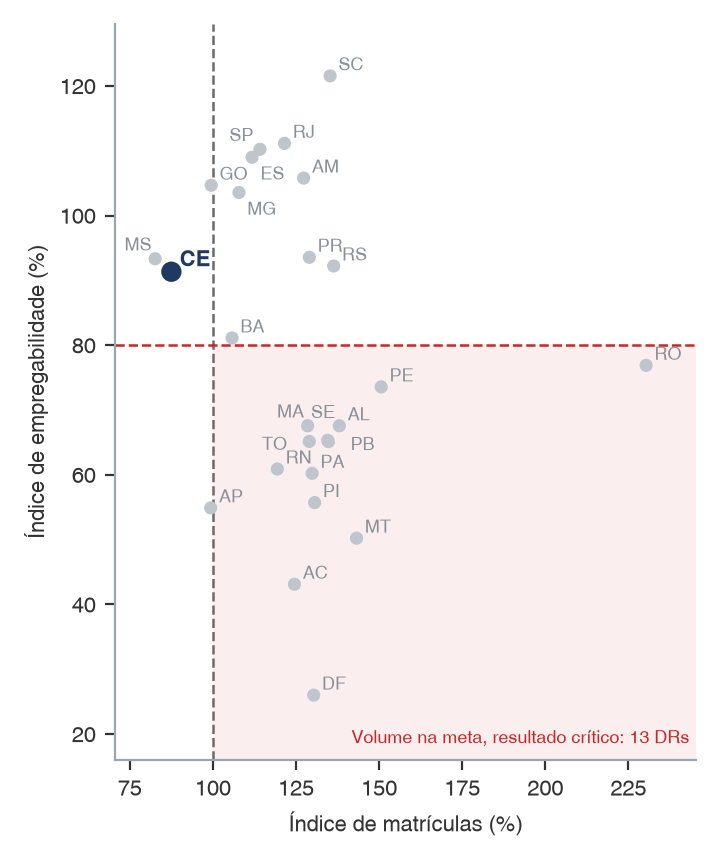 120
100
80
60
40
20
Índice de empregabilidade (%)
SC
SP
RJ
GO
ES
AM
MG
MS
CE
PR
RS
BA
RO
PE
MA
SE
AL
TO
PB
RN
PA
PI
AP
MT
AC
DF
Volume na meta, resultado crítico: 13 DRs
75
100
125
150
175
200
225
Índice de matrículas (%)